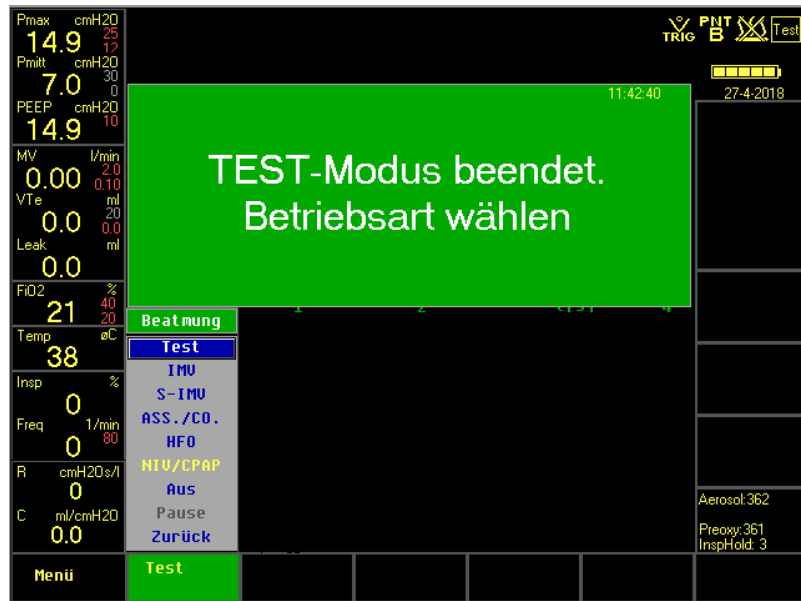 Pmax cmH2O
14.9 25 12
Pmitt cmH2O
7.0 30 0
PEEP cmH2O
14.9 10
MV l/min
0.00 2.0 0.10
VTe ml
0.0 20 0.0
Leak ml
0.0
FiO2 %
21 40 20
Temp øC
38
Insp %
0
Freq 1/min
0 80
R cmH2Os/l
0
C ml/cmH2O
0.0
Menü
TRIG PNT B Test
27-4-2018
11:42:40
TEST-Modus beendet.
Betriebsart wählen
Beatmung
Test
IMV
S-IMV
ASS./CO.
HFO
NIV/CPAP
Aus
Pause
Zurück
Test
Aerosol:362
Preoxy:361
InspHold: 3